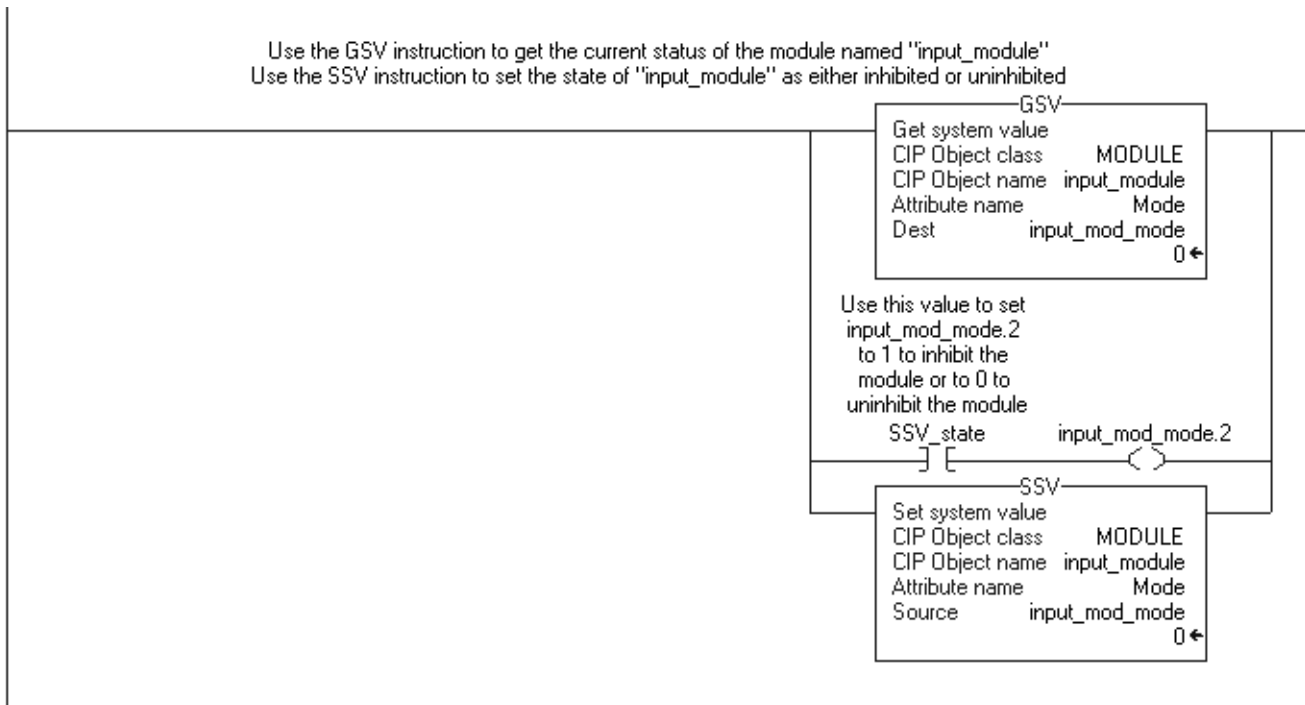 Use the GSV instruction to get the current status of the module named "input_module"
Use the SSV instruction to set the state of "input_module" as either inhibited or uninhibited
GSV
Get system value
CIP Object class MODULE
CIP Object name input_module
Attribute name Mode
Dest input_mod_mode
0
Use this value to set
input_mod_mode.2
to 1 to inhibit the
module or to 0 to
uninhibit the module
SSV_state input_mod_mode.2
SSV
Set system value
CIP Object class MODULE
CIP Object name input_module
Attribute name Mode
Source input_mod_mode
0